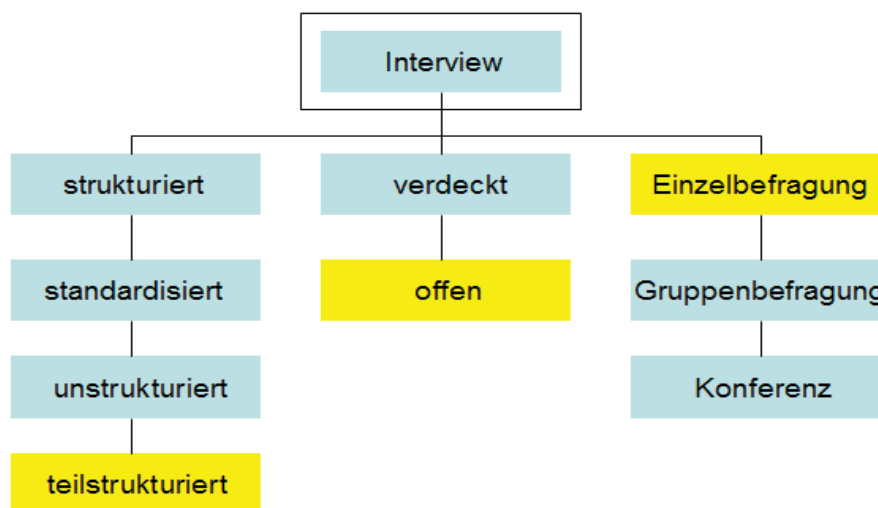 Interview
strukturiert
verdeckt
Einzelbefragung
standardisiert
offen
Gruppenbefragung
unstrukturiert
Konferenz
teilstrukturiert